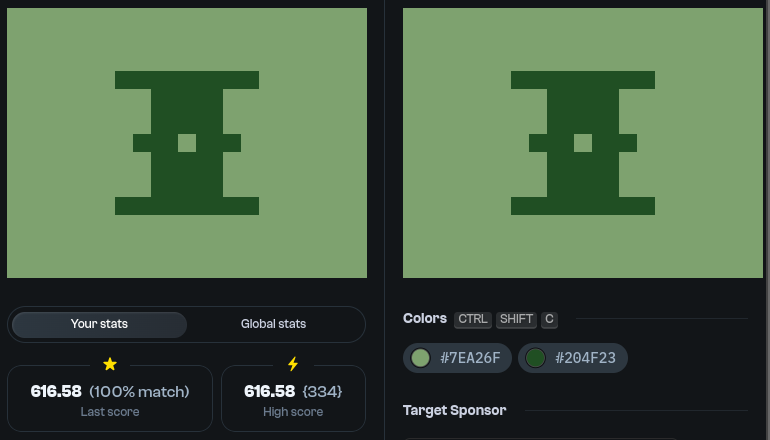 Your stats
Global stats
616.58 (100% match)
Last score
616.58 {334}
High score
Colors CTRL SHIFT C
#7EA26F
#204F23
Target Sponsor